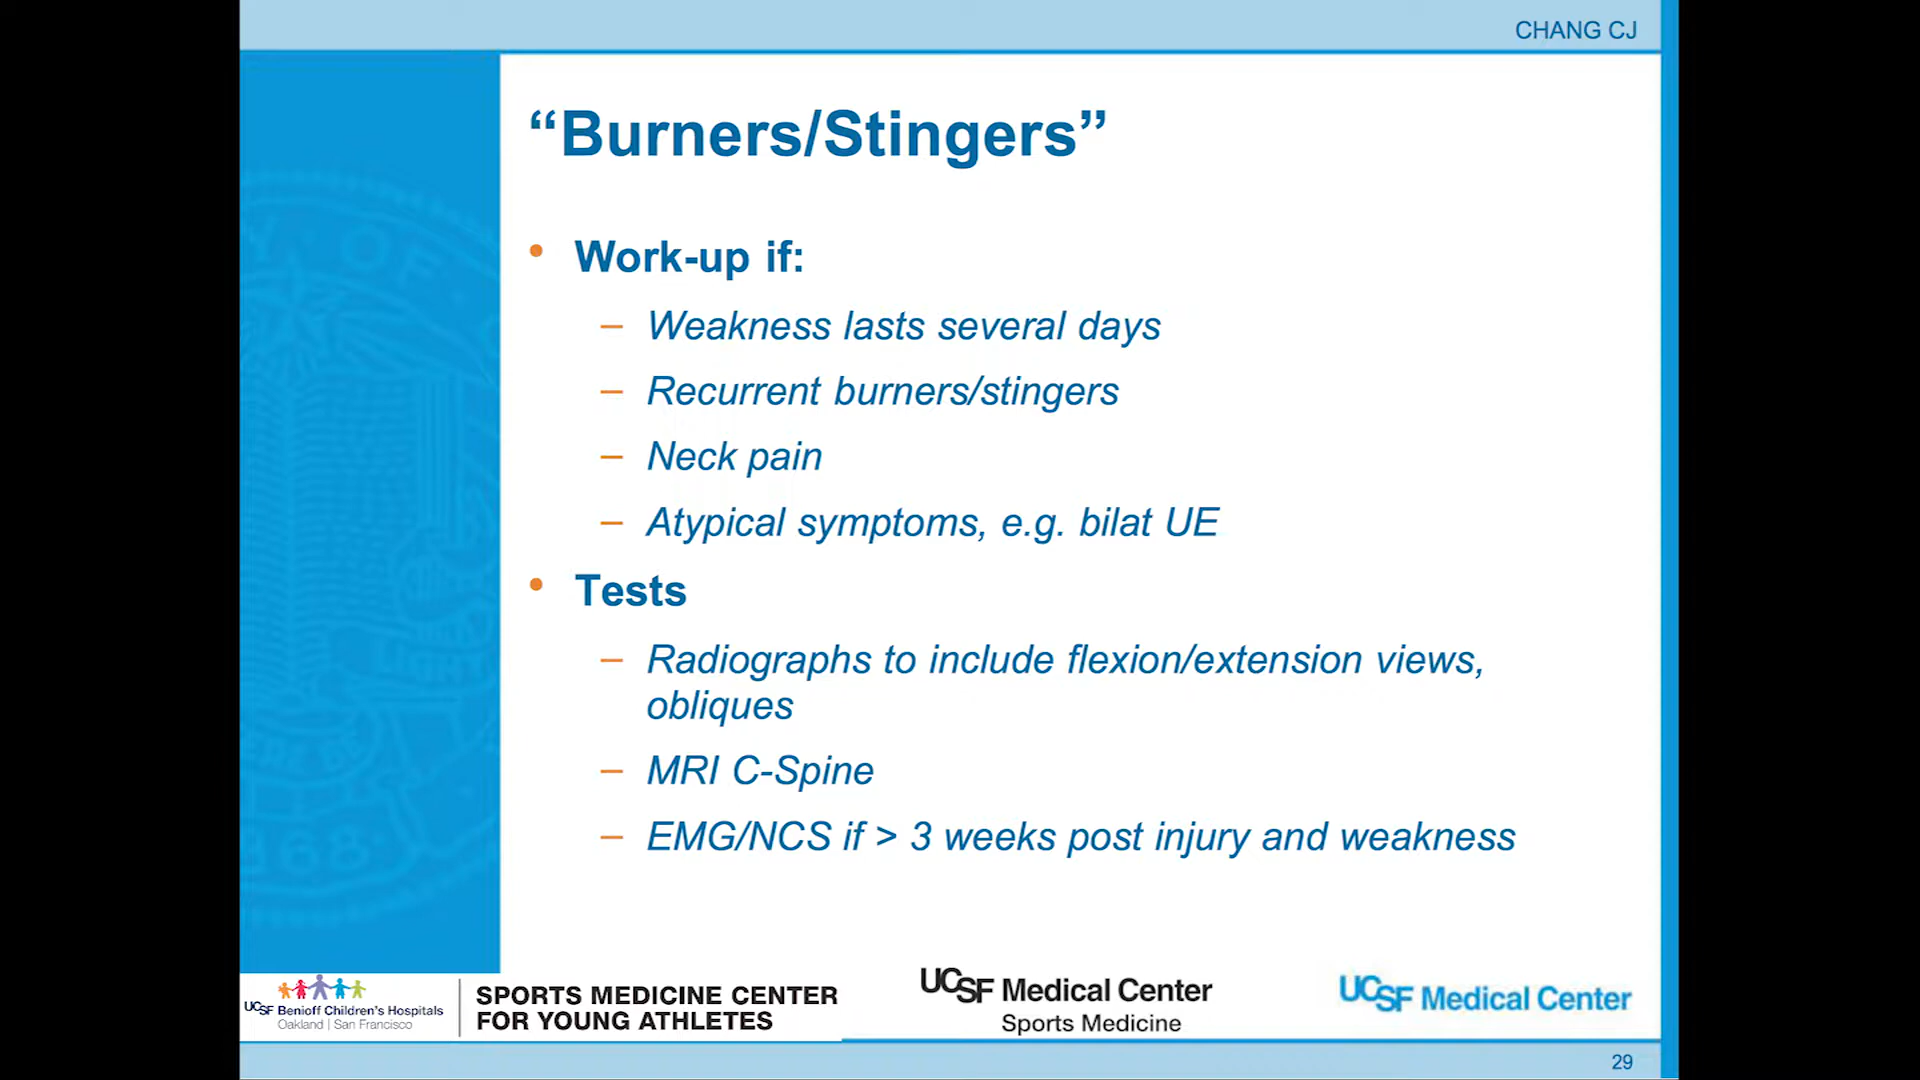 CHANG CJ
“Burners/Stingers”
• Work-up if:
– Weakness lasts several days
– Recurrent burners/stingers
– Neck pain
– Atypical symptoms, e.g. bilat UE
• Tests
– Radiographs to include flexion/extension views,
obliques
– MRI C-Spine
– EMG/NCS if > 3 weeks post injury and weakness
UCSF Benioff Children's Hospitals
Oakland | San Francisco
SPORTS MEDICINE CENTER
FOR YOUNG ATHLETES
UCSF Medical Center
Sports Medicine
UCSF Medical Center
29
OF
LIGHT
1868